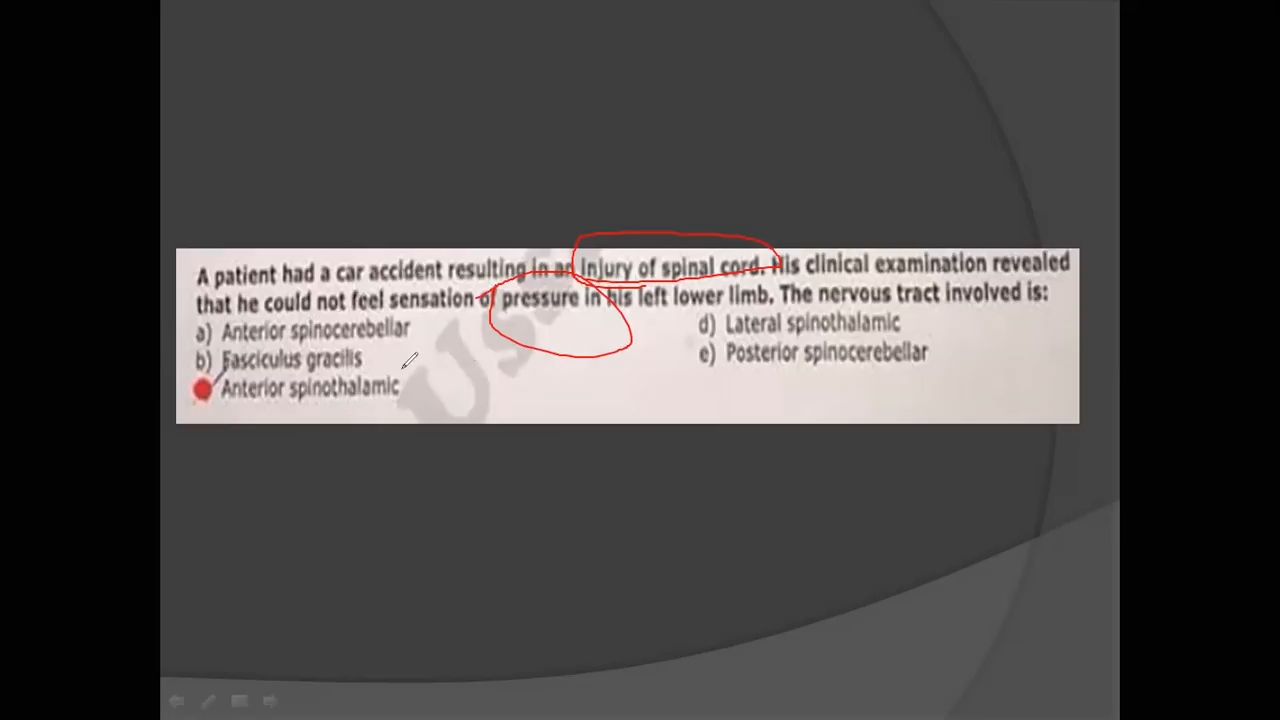 A patient had a car accident resulting in an Injury of spinal cord. His clinical examination revealed
that he could not feel sensation of pressure in his left lower limb. The nervous tract involved is:
a) Anterior spinocerebellar
b) Fasciculus gracilis
Anterior spinothalamic
d) Lateral spinothalamic
e) Posterior spinocerebellar